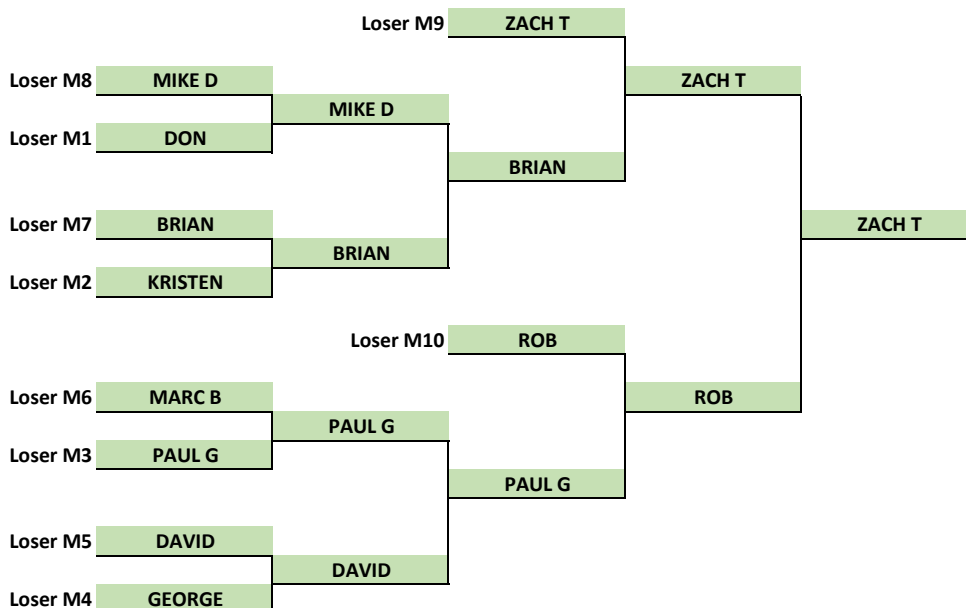 Loser M9 ZACH T
Loser M8 MIKE D ZACH T
MIKE D
Loser M1 DON
BRIAN
Loser M7 BRIAN ZACH T
BRIAN
Loser M2 KRISTEN
Loser M10 ROB
Loser M6 MARC B ROB
PAUL G
Loser M3 PAUL G
PAUL G
Loser M5 DAVID
DAVID
Loser M4 GEORGE